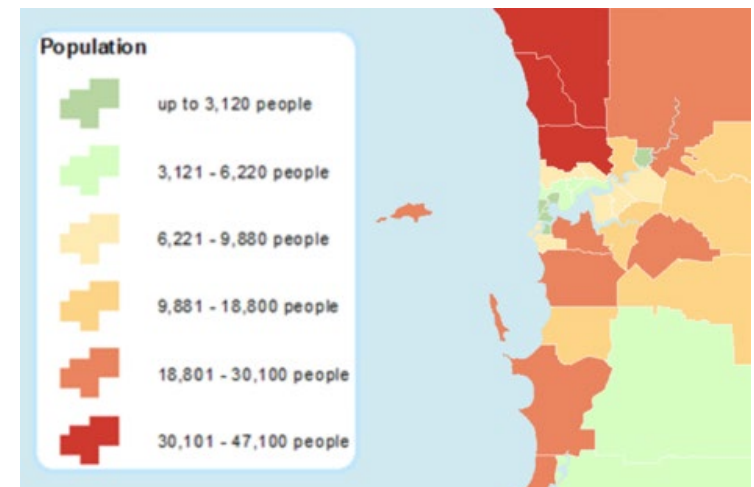 Population
up to 3,120 people
3,121 - 6,220 people
6,221 - 9,880 people
9,881 - 18,800 people
18,801 - 30,100 people
30,101 - 47,100 people